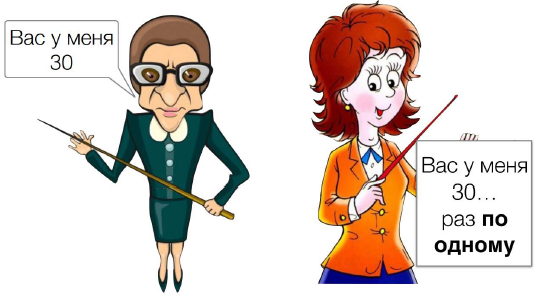 Вас у меня
30
Вас у меня
30...
раз по
одному